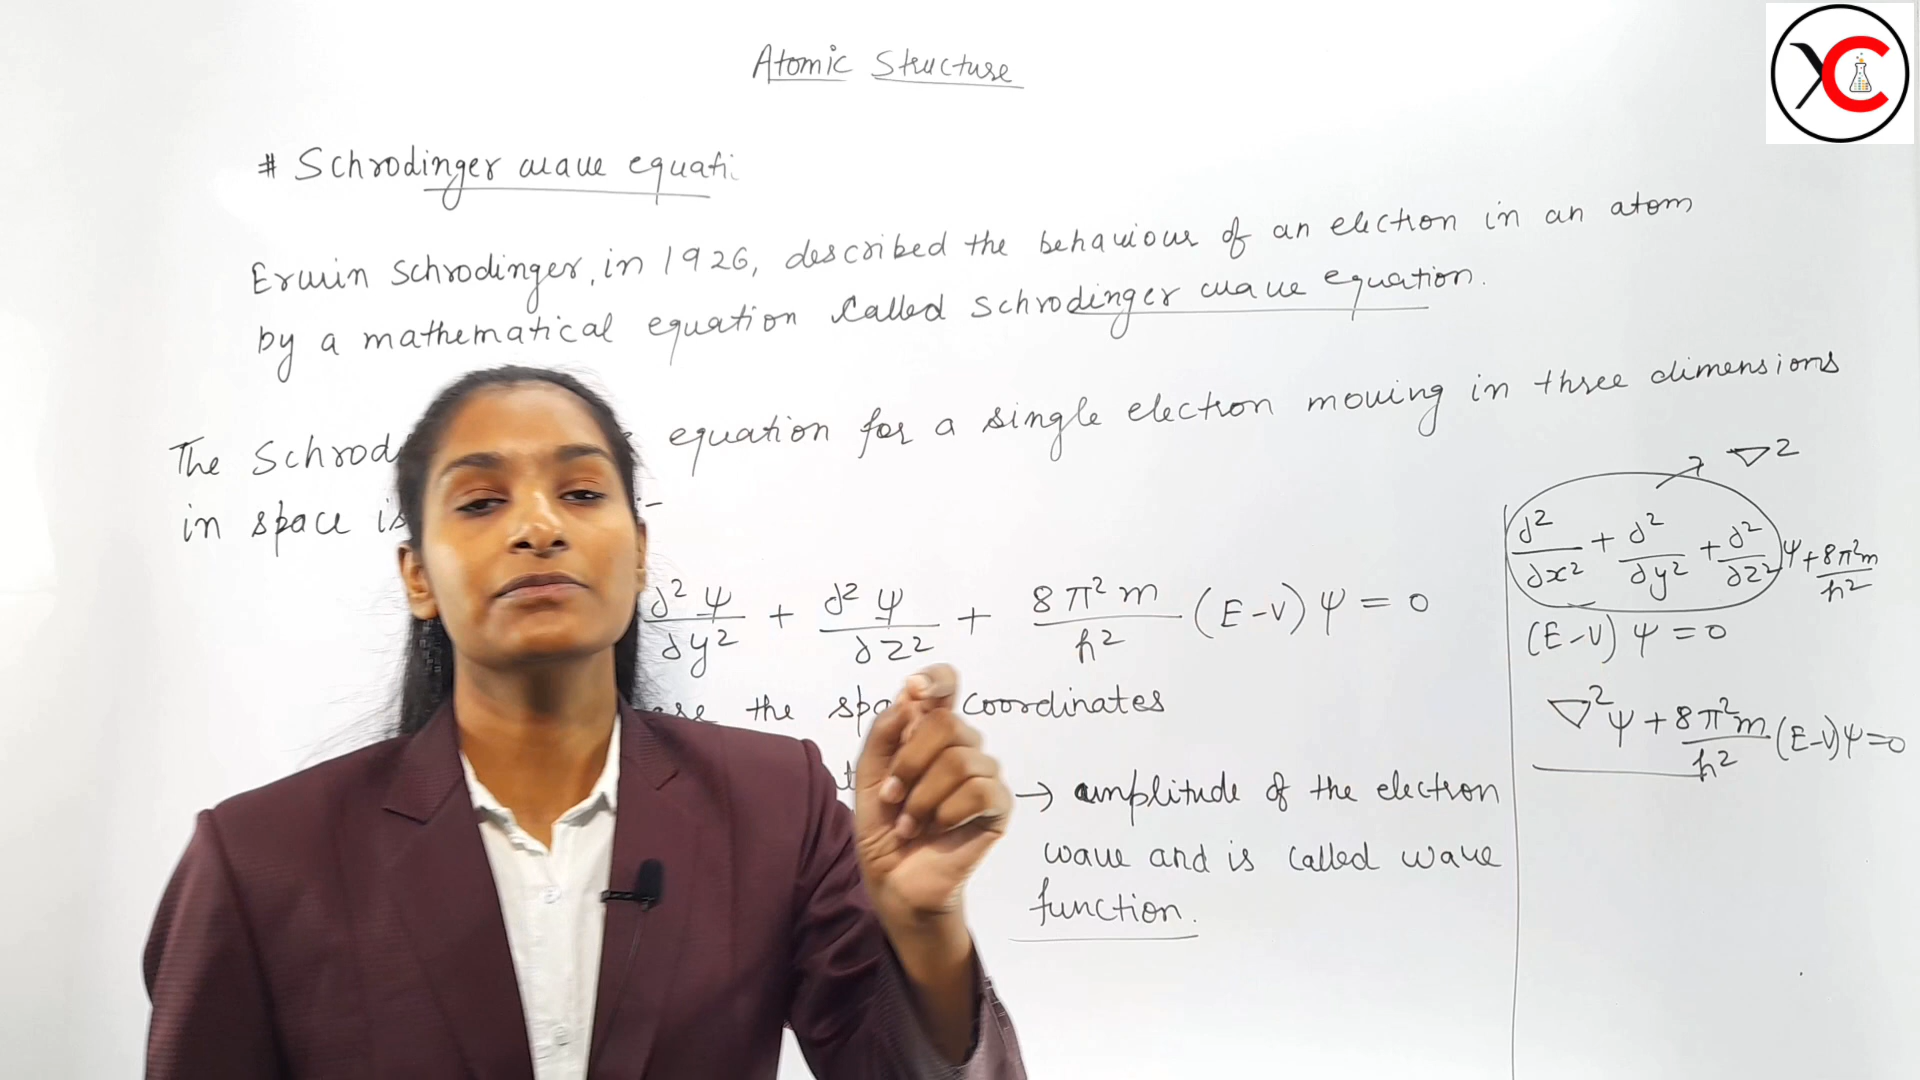 Atomic Structure
# Schrodinger wave equati
Erwin Schrodinger, in 1926, described the behaviour of an election in an atom
by a mathematical equation Called Schrodinger wave equation.
The Schrod equation for a single electron moving in three dimensions
in space is :-
∂²ψ/∂y² + ∂²ψ/∂z² + 8π²m/h² (E-V) ψ = 0
the spa coordinates
→ amplitude of the electron
wave and is called wave
function.
→ ∇2
∂²/∂x² + ∂²/∂y² + ∂²/∂z² ψ + 8π²m/h²
(E-V) ψ = 0
∇²ψ + 8π²m/h² (E-V)ψ=0
XC